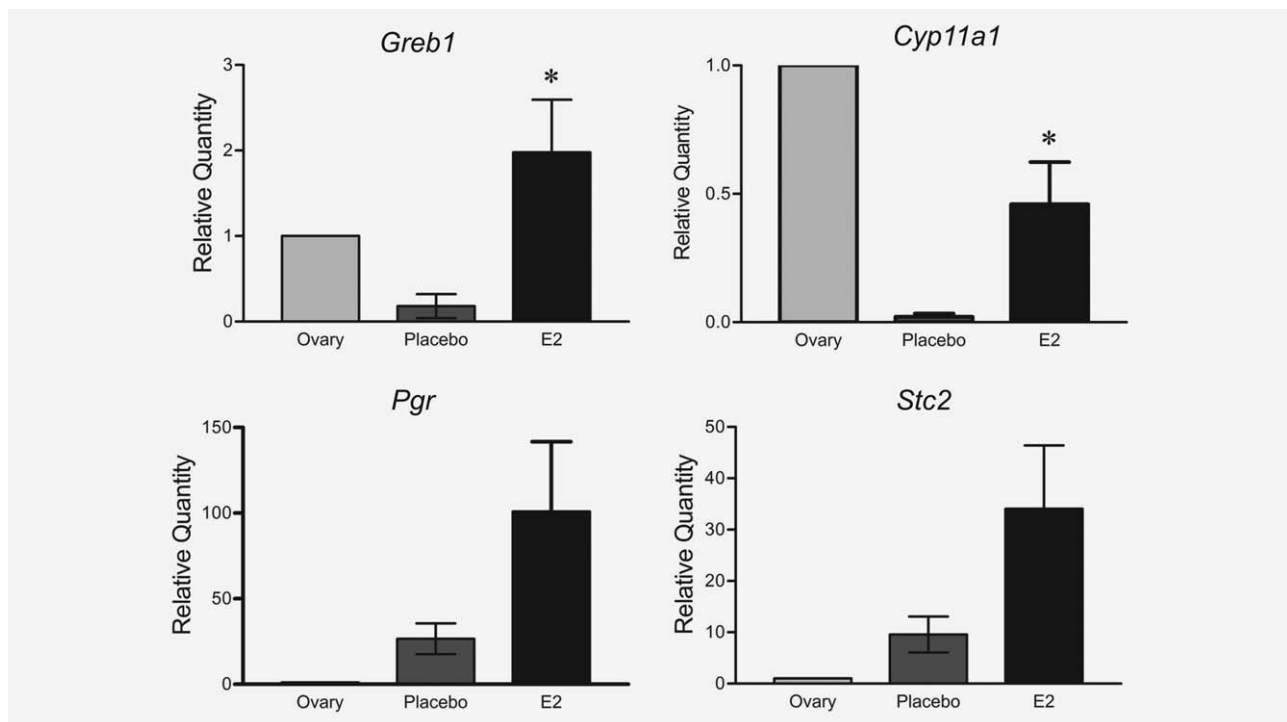 Greb1
Relative Quantity
3
2
1
0
*
Ovary Placebo E2
Cyp11a1
Relative Quantity
1.0
0.5
0.0
*
Ovary Placebo E2
Pgr
Relative Quantity
150
100
50
0
Ovary Placebo E2
Stc2
Relative Quantity
50
40
30
20
10
0
Ovary Placebo E2